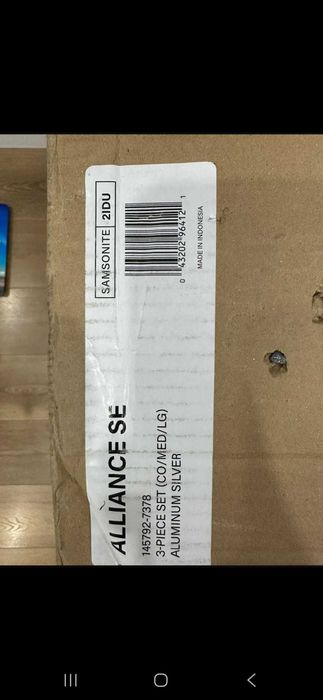 SAMSONITE 2IDU
0 43202 96412 1
MADE IN INDONESIA
ALLIANCE SE
145792-7378
3-PIECE SET (CO/MED/LG)
ALUMINUM SILVER